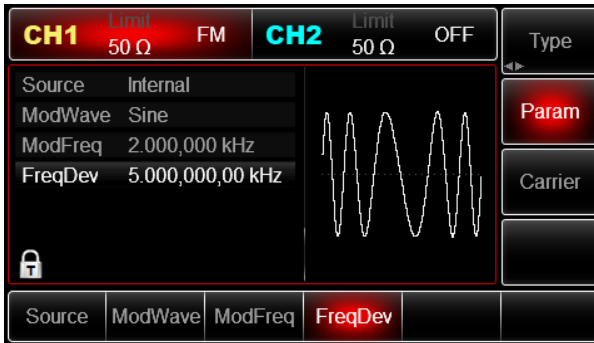 CH1 Limit 50 Ω FM CH2 Limit 50 Ω OFF Type
Source Internal
ModWave Sine
ModFreq 2.000,000 kHz
FreqDev 5.000,000,00 kHz
Param
Carrier
T
Source ModWave ModFreq FreqDev